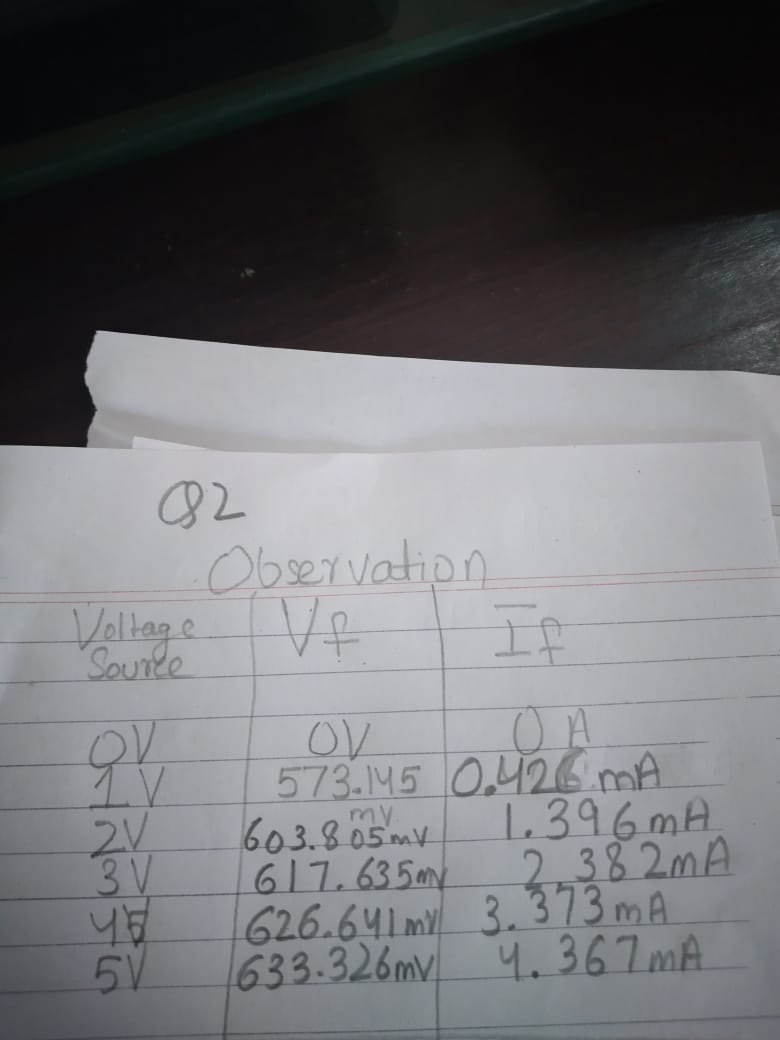 Q2
Observation
Voltage Source Vf If
0V 0V 0 A
1V 573.145 mV 0.426 mA
2V 603.805mV 1.396mA
3V 617.635mV 2.382mA
4V 626.641mV 3.373mA
5V 633.326mV 4.367mA